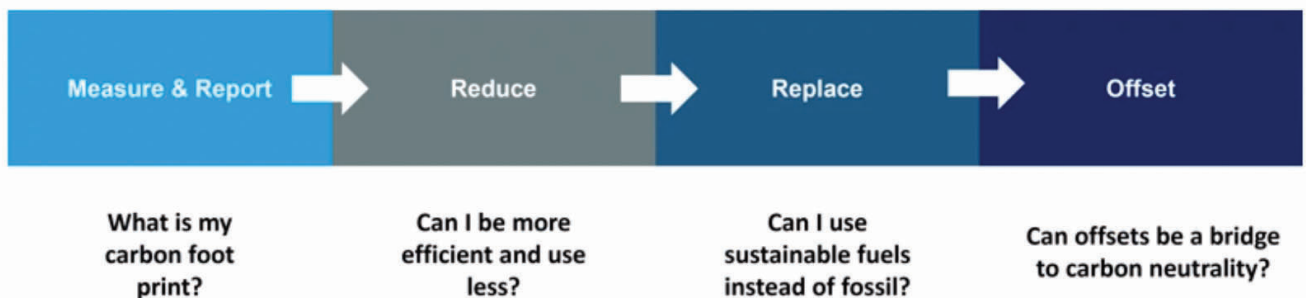 Measure & Report
Reduce
Replace
Offset
What is my
carbon foot
print?
Can I be more
efficient and use
less?
Can I use
sustainable fuels
instead of fossil?
Can offsets be a bridge
to carbon neutrality?